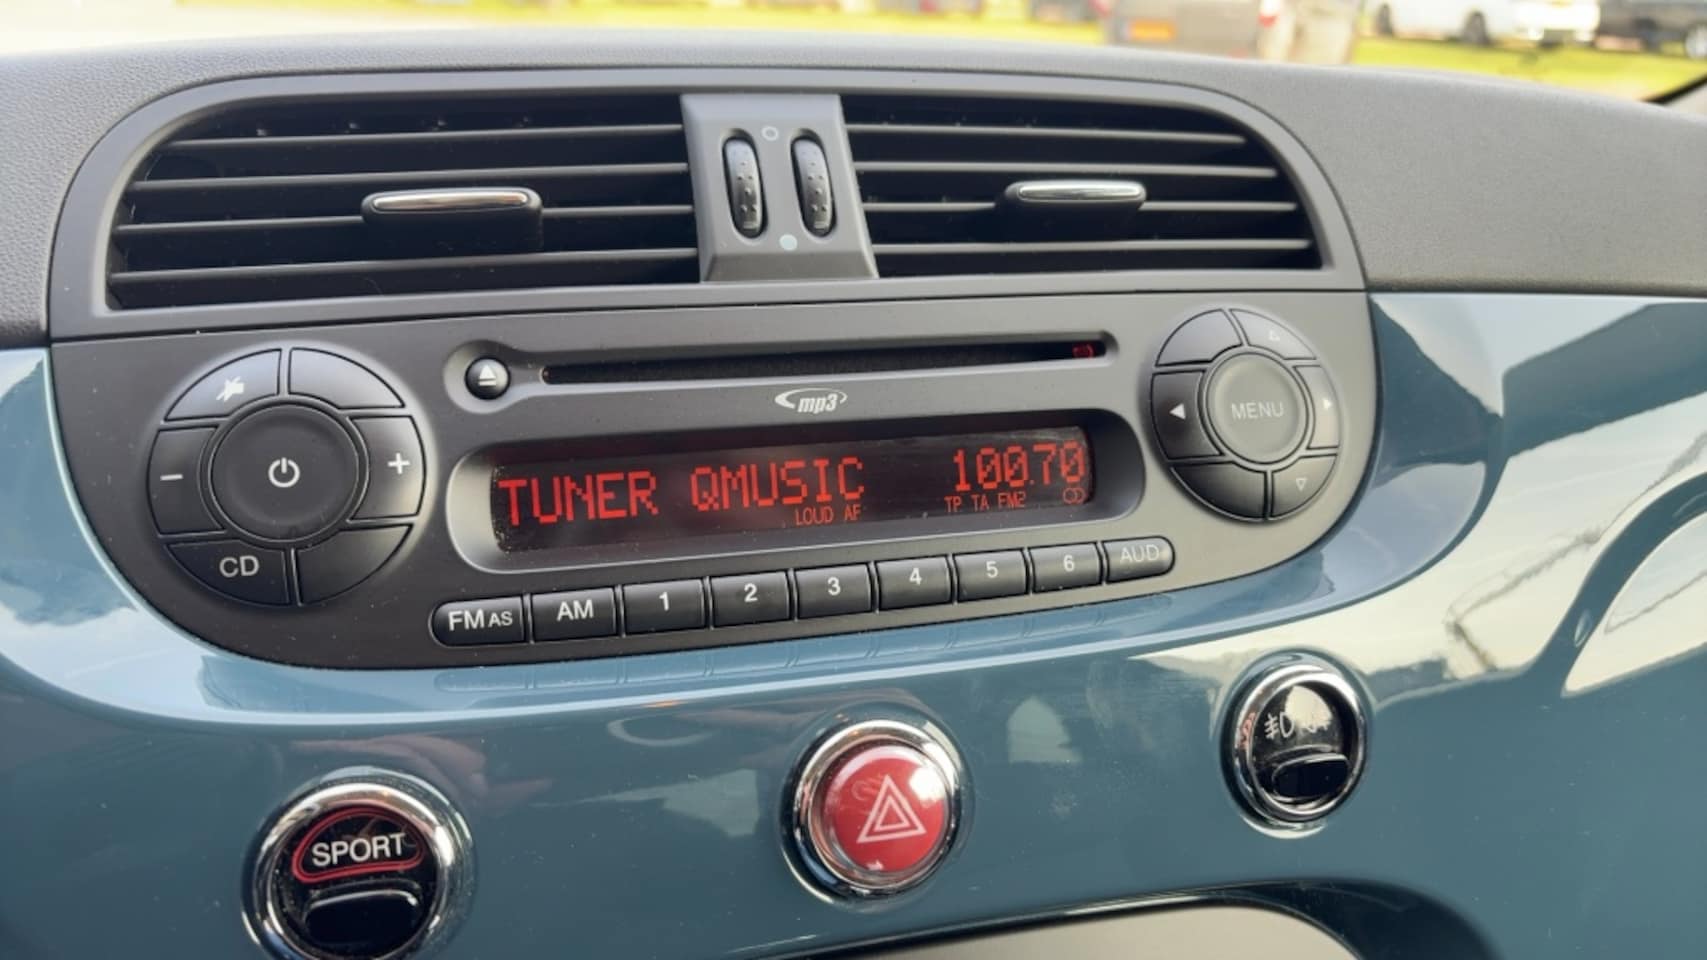 mp3
TUNER QMUSIC 100.70
LOUD AF TP TA FM2
MENU
CD
FM AS AM 1 2 3 4 5 6 AUD
SPORT